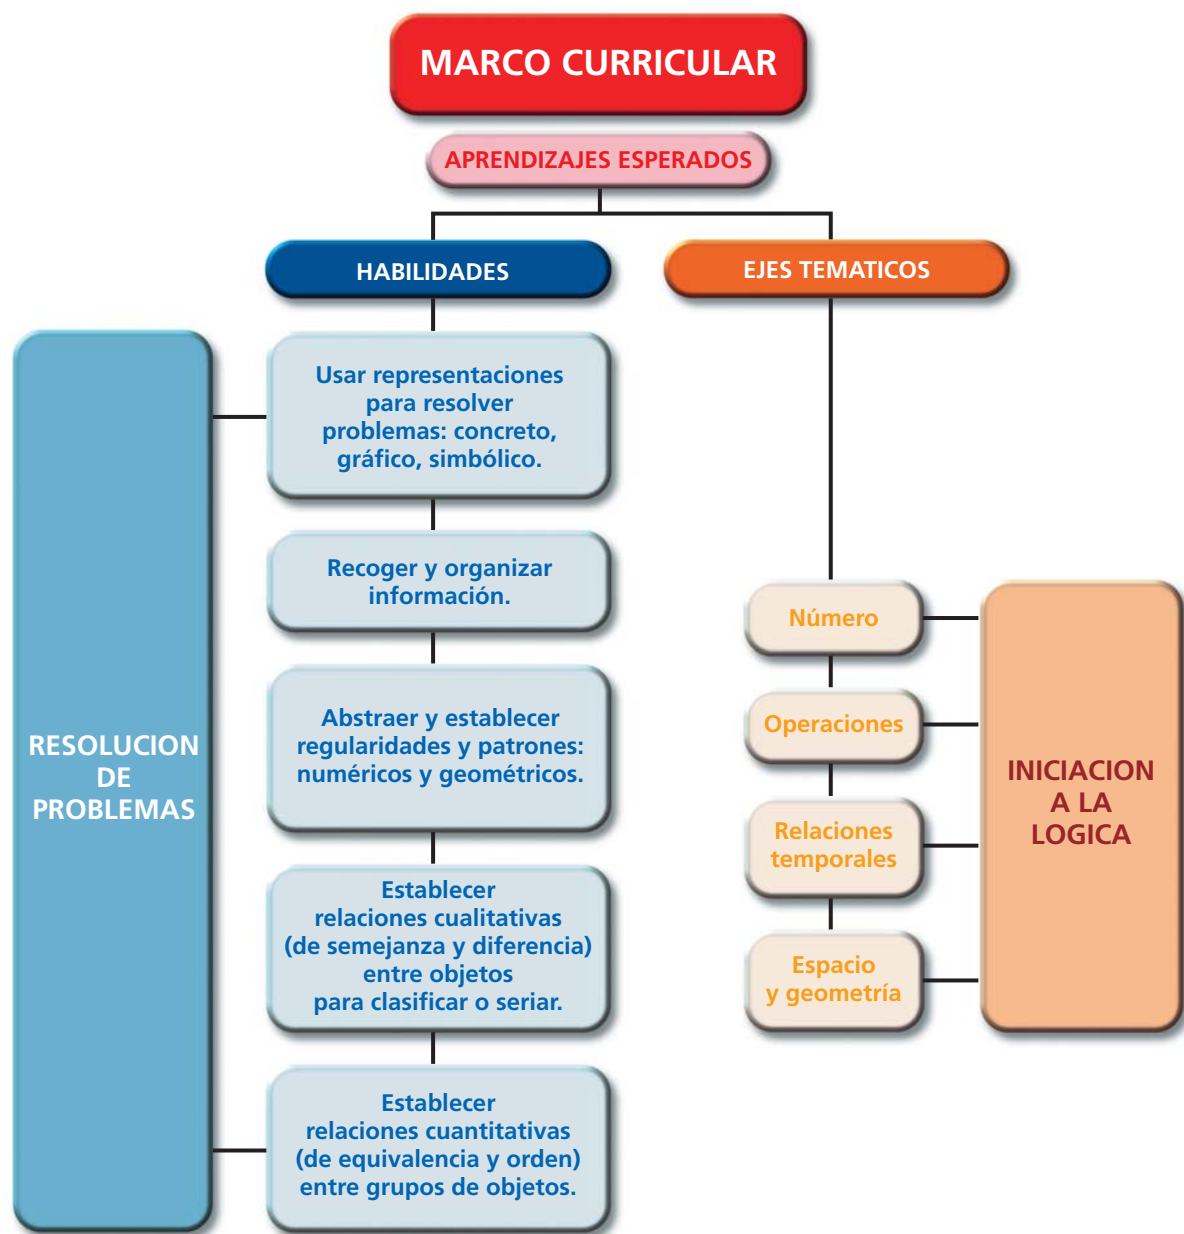 MARCO CURRICULAR
APRENDIZAJES ESPERADOS
HABILIDADES
EJES TEMATICOS
RESOLUCION
DE
PROBLEMAS
Usar representaciones
para resolver
problemas: concreto,
gráfico, simbólico.
Recoger y organizar
información.
Abstraer y establecer
regularidades y patrones:
numéricos y geométricos.
Establecer
relaciones cualitativas
(de semejanza y diferencia)
entre objetos
para clasificar o seriar.
Establecer
relaciones cuantitativas
(de equivalencia y orden)
entre grupos de objetos.
Número
Operaciones
Relaciones
temporales
Espacio
y geometría
INICIACION
A LA
LOGICA